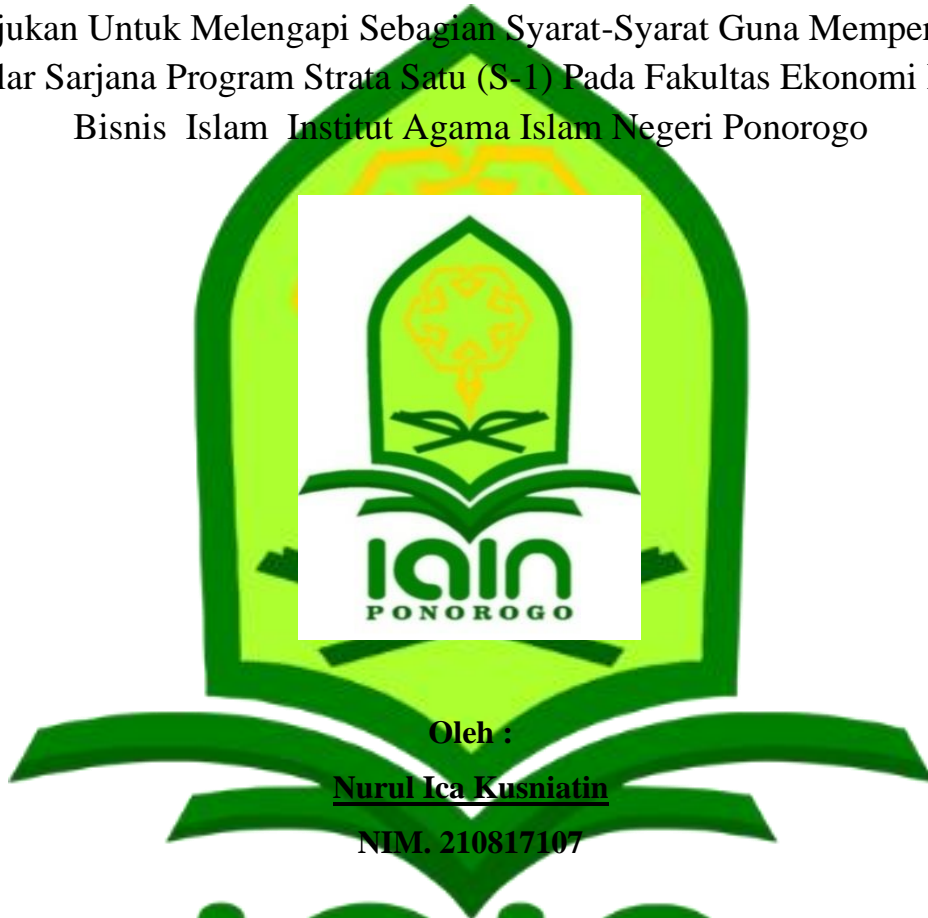 jukan Untuk Melengapi Sebagian Syarat-Syarat Guna Memper
lar Sarjana Program Strata Satu (S-1) Pada Fakultas Ekonomi
Bisnis Islam Institut Agama Islam Negeri Ponorogo
IAIN
PONOROGO
Oleh :
Nurul Ica Kusniatin
NIM. 210817107